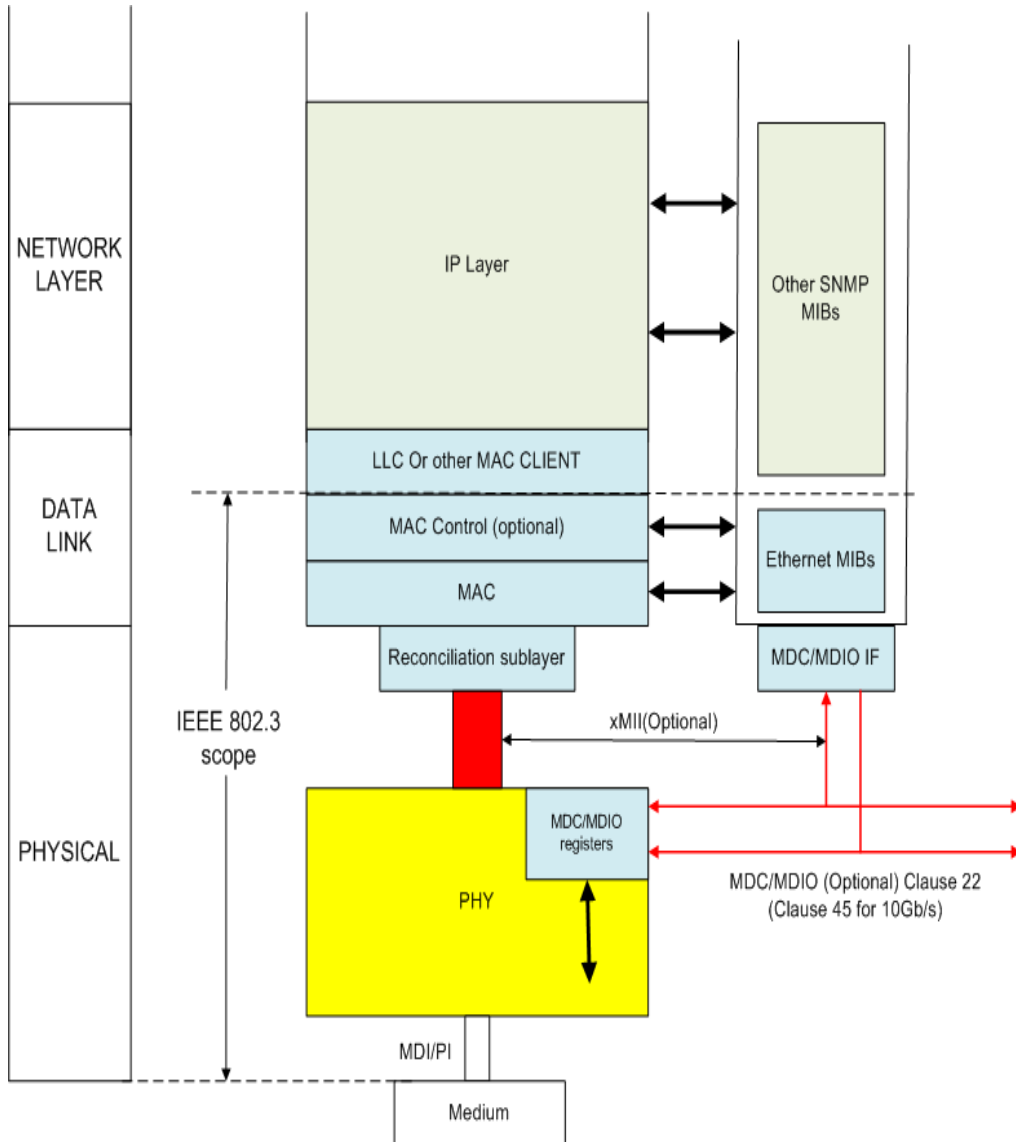 NETWORK
LAYER
IP Layer
Other SNMP
MIBs
LLC Or other MAC CLIENT
DATA
LINK
MAC Control (optional)
Ethernet MIBs
MAC
Reconciliation sublayer
MDC/MDIO IF
IEEE 802.3
scope
xMII(Optional)
PHYSICAL
MDC/MDIO
registers
PHY
MDC/MDIO (Optional) Clause 22
(Clause 45 for 10Gb/s)
MDI/PI
Medium